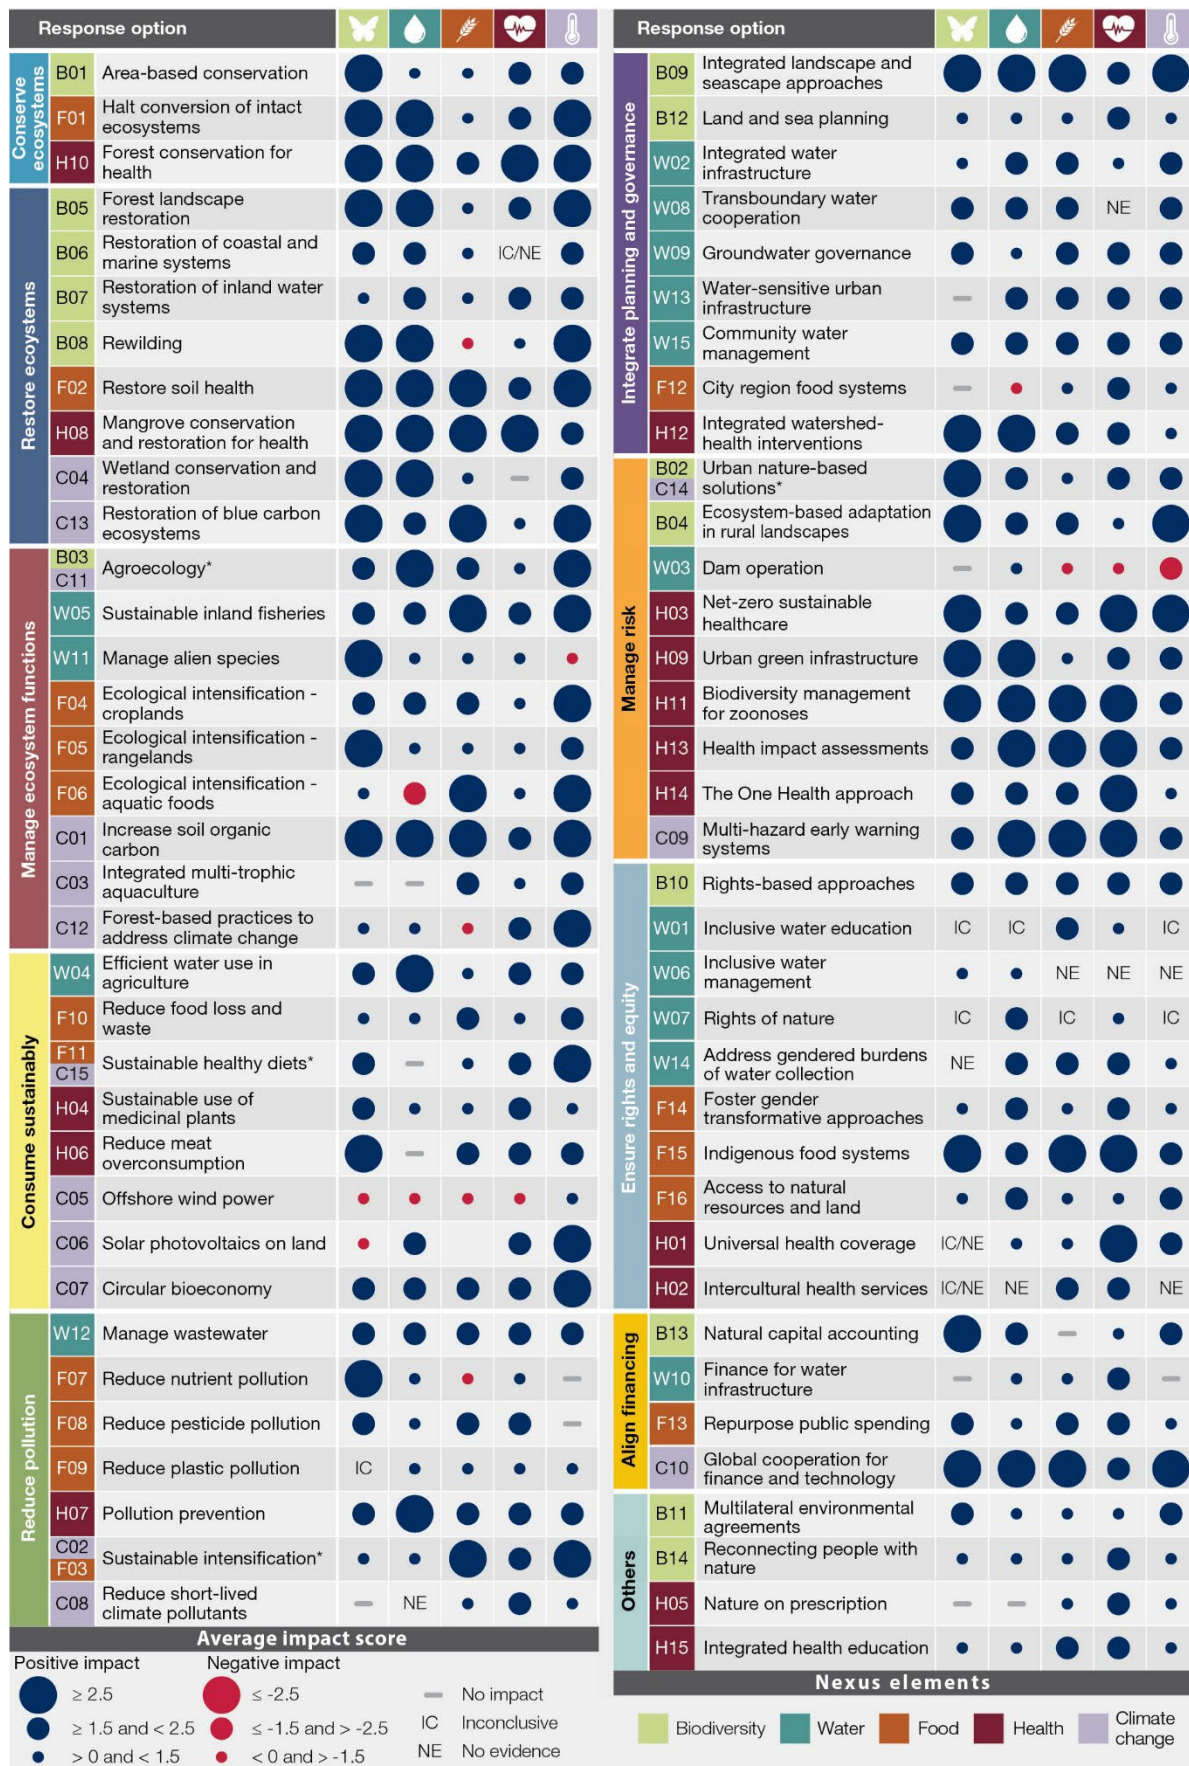 Response option
Conserve
ecosystems
B01 Area-based conservation
F01 Halt conversion of intact
ecosystems
H10 Forest conservation for
health
Restore ecoystems
B05 Forest landscape
restoration
B06 Restoration of coastal and
marine systems
IC/NE
B07 Restoration of inland water
systems
B08 Rewilding
F02 Restore soil health
H08 Mangrove conservation
and restoration for health
C04 Wetland conservation and
restoration
C13 Restoration of blue carbon
ecosystems
Manage ecosystem functions
B03
C11
Agroecology*
W05 Sustainable inland fisheries
W11 Manage alien species
F04 Ecological intensification -
croplands
F05 Ecological intensification -
rangelands
F06 Ecological intensification -
aquatic foods
C01 Increase soil organic
carbon
C03 Integrated multi-trophic
aquaculture
C12 Forest-based practices to
address climate change
Consume sustainably
W04 Efficient water use in
agriculture
F10 Reduce food loss and
waste
F11
C15
Sustainable healthy diets*
H04 Sustainable use of
medicinal plants
H06 Reduce meat
overconsumption
C05 Offshore wind power
C06 Solar photovoltaics on land
C07 Circular bioeconomy
Reduce pollution
W12 Manage wastewater
F07 Reduce nutrient pollution
F08 Reduce pesticide pollution
F09 Reduce plastic pollution IC
H07 Pollution prevention
C02
F03
Sustainable intensification*
C08 Reduce short-lived
climate pollutants
NE
Average impact score
Positive impact Negative impact
≥ 2.5 ≤ -2.5 No impact
≥ 1.5 and < 2.5 ≤ -1.5 and > -2.5 IC Inconclusive
> 0 and < 1.5 < 0 and > -1.5 NE No evidence
Response option
Integrate planning and governance
B09 Integrated landscape and
seascape approaches
B12 Land and sea planning
W02 Integrated water
infrastructure
W08 Transboundary water
cooperation
NE
W09 Groundwater governance
W13 Water-sensitive urban
infrastructure
W15 Community water
management
F12 City region food systems
H12 Integrated watershed-
health interventions
Manage risk
B02
C14
Urban nature-based
solutions*
B04 Ecosystem-based adaptation
in rural landscapes
W03 Dam operation
H03 Net-zero sustainable
healthcare
H09 Urban green infrastructure
H11 Biodiversity management
for zoonoses
H13 Health impact assessments
H14 The One Health approach
C09 Multi-hazard early warning
systems
Ensure rights and equity
B10 Rights-based approaches
W01 Inclusive water education IC IC IC
W06 Inclusive water
management
NE NE NE
W07 Rights of nature IC IC IC
W14 Address gendered burdens
of water collection
NE
F14 Foster gender
transformative approaches
F15 Indigenous food systems
F16 Access to natural
resources and land
H01 Universal health coverage IC/NE
H02 Intercultural health services IC/NE NE NE
Align financing
B13 Natural capital accounting
W10 Finance for water
infrastructure
F13 Repurpose public spending
C10 Global cooperation for
finance and technology
Others
B11 Multilateral environmental
agreements
B14 Reconnecting people with
nature
H05 Nature on prescription
H15 Integrated health education
Nexus elements
Biodiversity Water Food Health Climate
change